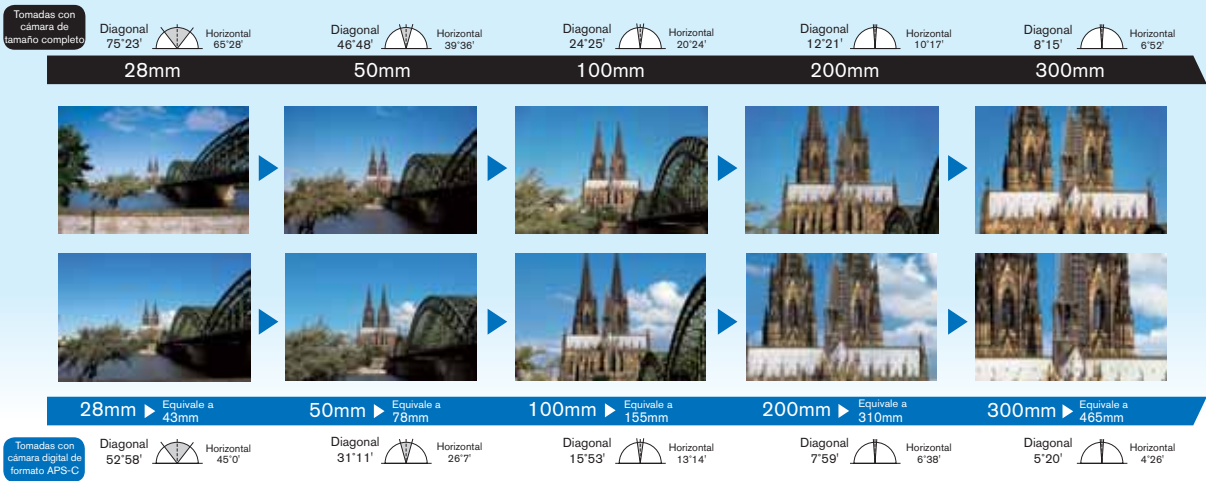 Tomadas con
cámara de
tamaño completo
Diagonal
75°23'
Horizontal
65°28'
Diagonal
46°48'
Horizontal
39°36'
Diagonal
24°25'
Horizontal
20°24'
Diagonal
12°21'
Horizontal
10°17'
Diagonal
8°15'
Horizontal
6°52'
28mm
50mm
100mm
200mm
300mm
28mm
Equivale a
43mm
50mm
Equivale a
78mm
100mm
Equivale a
155mm
200mm
Equivale a
310mm
300mm
Equivale a
465mm
Tomadas con
cámara digital de
formato APS-C
Diagonal
52°58'
Horizontal
45°0'
Diagonal
31°11'
Horizontal
26°7'
Diagonal
15°53'
Horizontal
13°14'
Diagonal
7°59'
Horizontal
6°38'
Diagonal
5°20'
Horizontal
4°26'